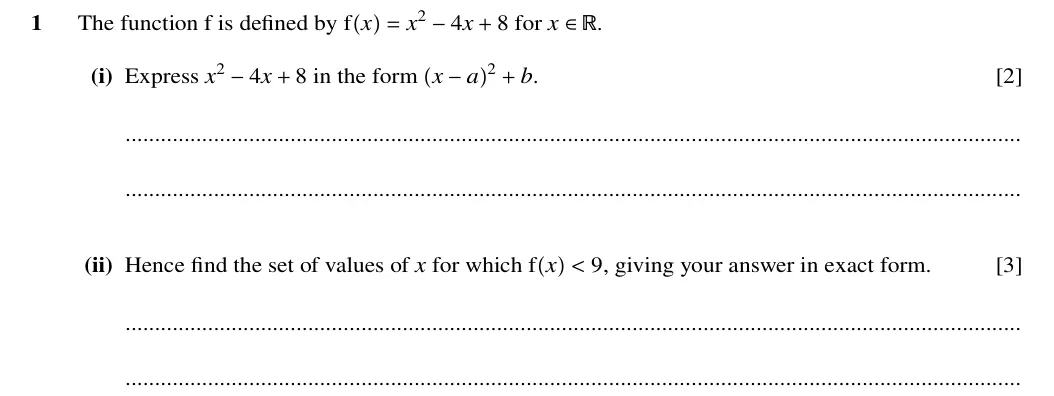 1 The function f is defined by f(x) = x² − 4x + 8 for x ∈ ℝ.
(i) Express x² − 4x + 8 in the form (x − a)² + b. [2]
(ii) Hence find the set of values of x for which f(x) < 9, giving your answer in exact form. [3]